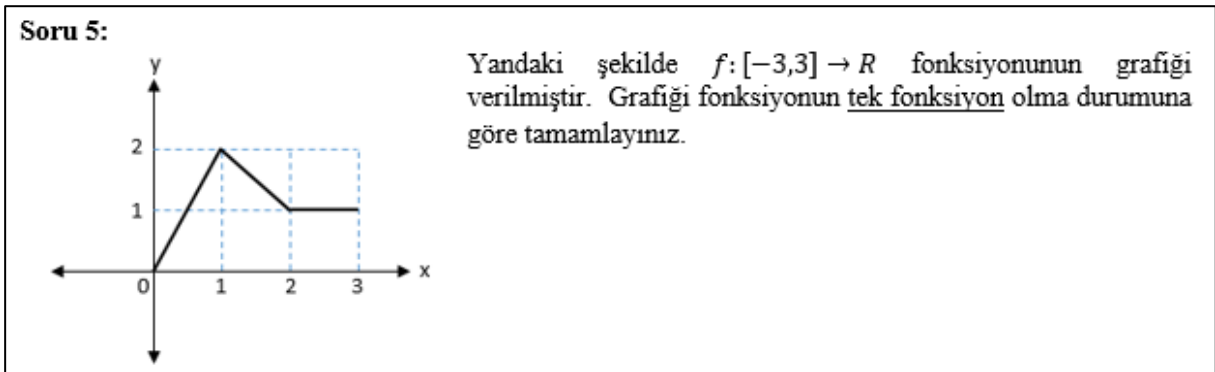 Soru 5:
Yandaki şekilde f: [−3,3] → R fonksiyonunun grafiği
verilmiştir. Grafiği fonksiyonun tek fonksiyon olma durumuna
göre tamamlayınız.
y
2
1
0 1 2 3 x